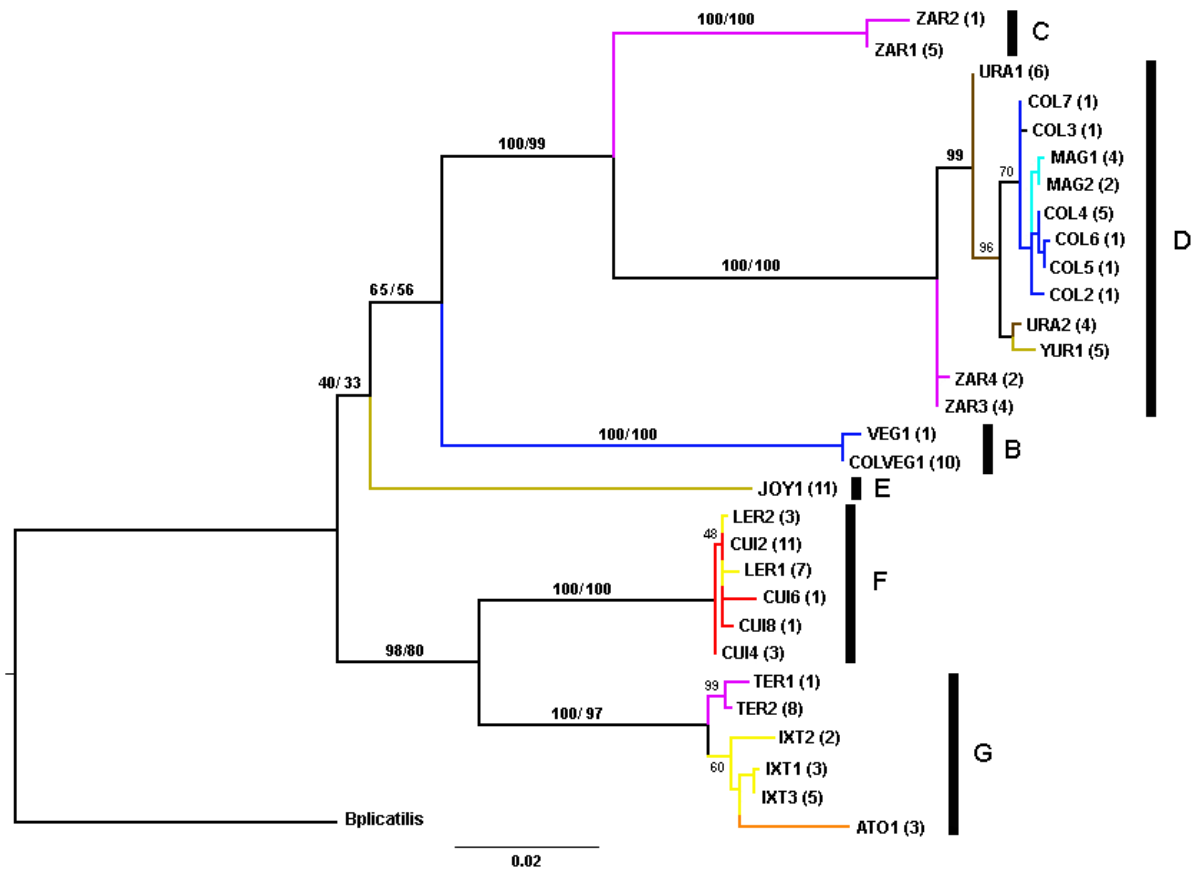 100/100
ZAR2 (1)
ZAR1 (5)
C
URA1 (6)
COL7 (1)
COL3 (1)
100/99
99
70
MAG1 (4)
MAG2 (2)
COL4 (5)
COL6 (1)
D
96
COL5 (1)
100/100
65/56
COL2 (1)
URA2 (4)
YUR1 (5)
40/ 33
ZAR4 (2)
ZAR3 (4)
100/100
VEG1 (1)
COLVEG1 (10)
B
JOY1 (11)
E
LER2 (3)
48
CUI2 (11)
LER1 (7)
F
100/100
CUI6 (1)
CUI8 (1)
98/80
CUI4 (3)
99
TER1 (1)
TER2 (8)
100/ 97
IXT2 (2)
G
60
IXT1 (3)
IXT3 (5)
Bplicatilis
ATO1 (3)
0.02